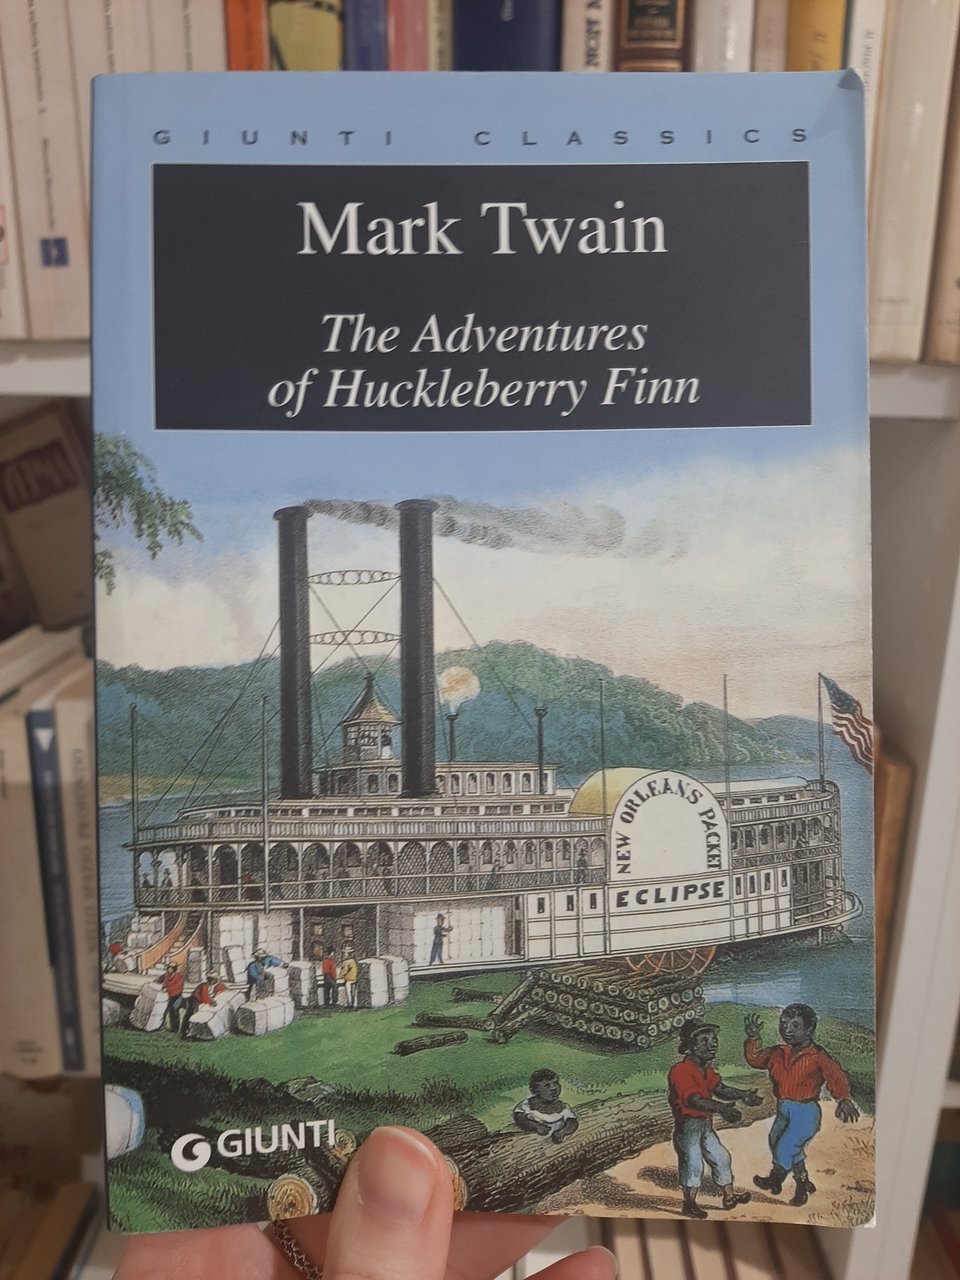 GIUNTI CLASSICS
Mark Twain
The Adventures
of Huckleberry Finn
NEW ORLEANS PACKET
ECLIPSE
GIUNTI